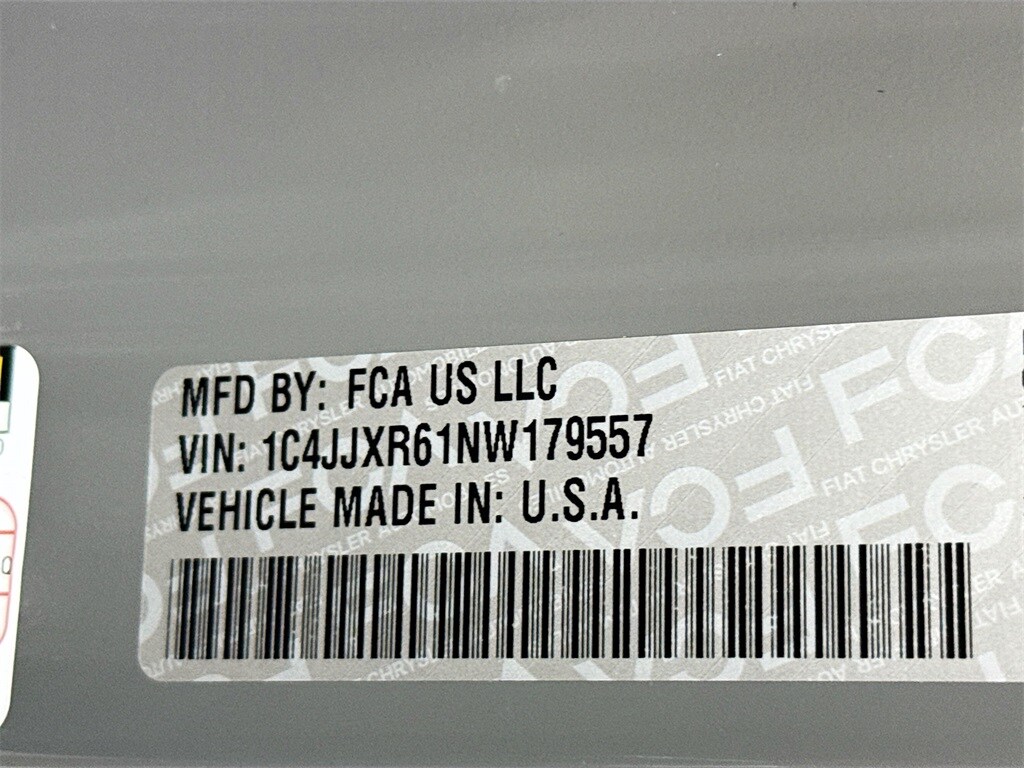 MFD BY: FCA US LLC
VIN: 1C4JJXR61NW179557
VEHICLE MADE IN: U.S.A.